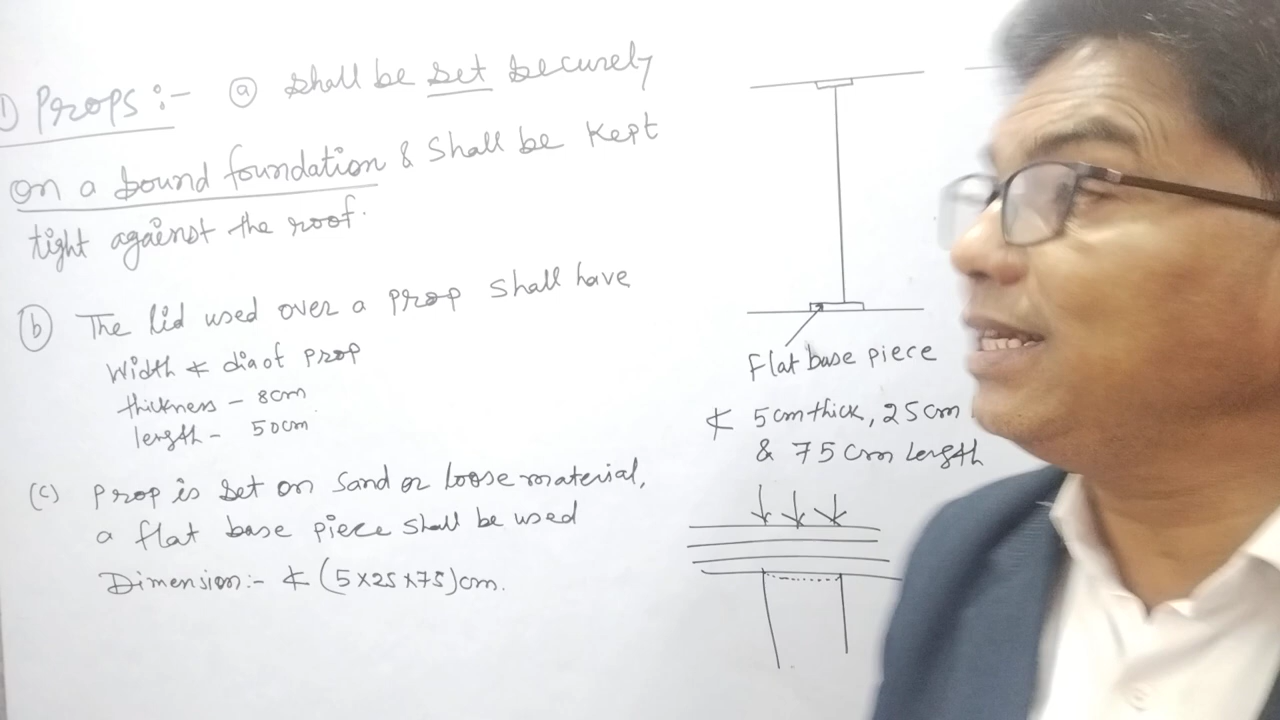 1) Props:- (a) shall be set securely
on a sound foundation & shall be kept
tight against the roof.
(b) The lid used over a prop shall have
Width ≮ dia of prop
thickness - 8cm
length - 50cm
(c) Prop is set on sand or loose material,
a flat base piece shall be used
Dimension:- ≮ (5x25x75)cm.
Flat base piece
≮ 5cm thick, 25cm
& 75cm length